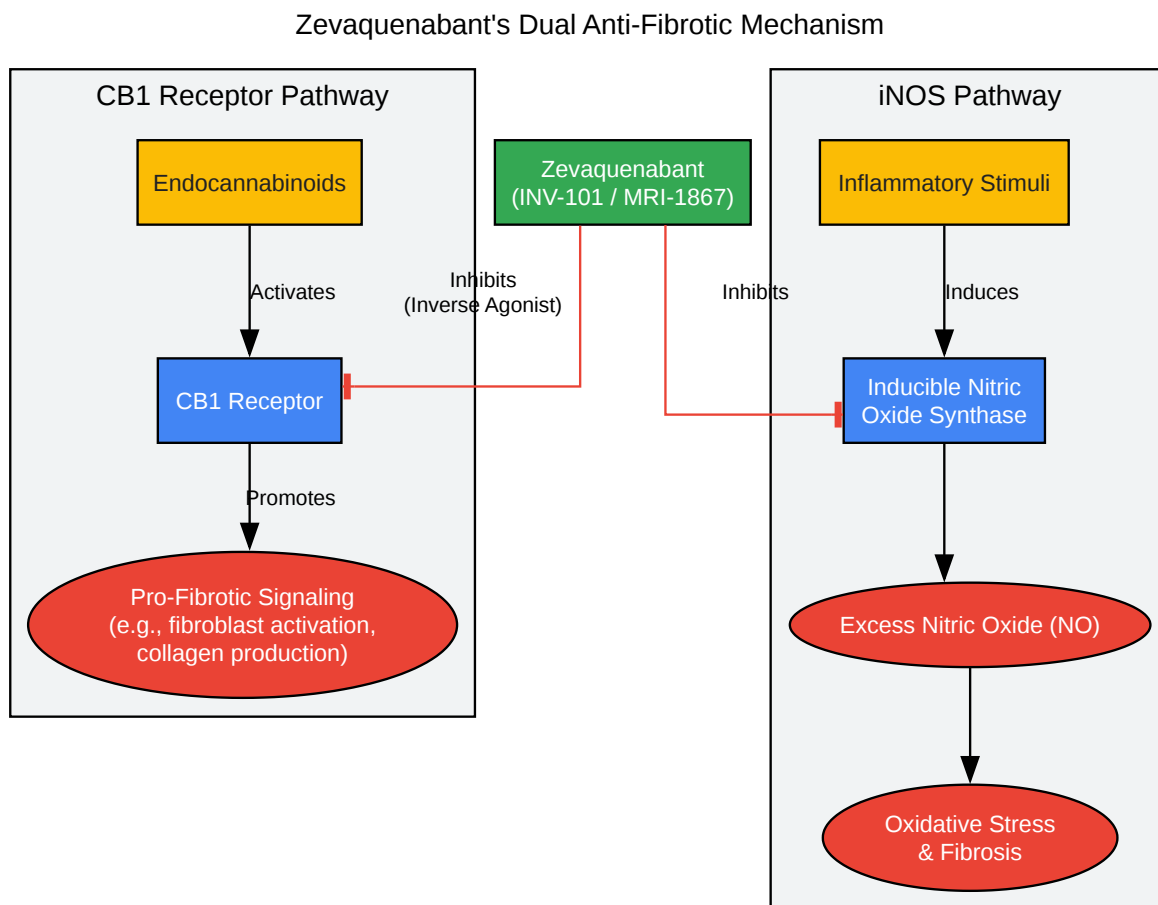 Zevaquenabant's Dual Anti-Fibrotic Mechanism
CB1 Receptor Pathway
Endocannabinoids
Activates
CB1 Receptor
Promotes
Pro-Fibrotic Signaling
(e.g., fibroblast activation,
collagen production)
Zevaquenabant
(INV-101 / MRI-1867)
Inhibits
(Inverse Agonist)
Inhibits
iNOS Pathway
Inflammatory Stimuli
Induces
Inducible Nitric
Oxide Synthase
Excess Nitric Oxide (NO)
Oxidative Stress
& Fibrosis